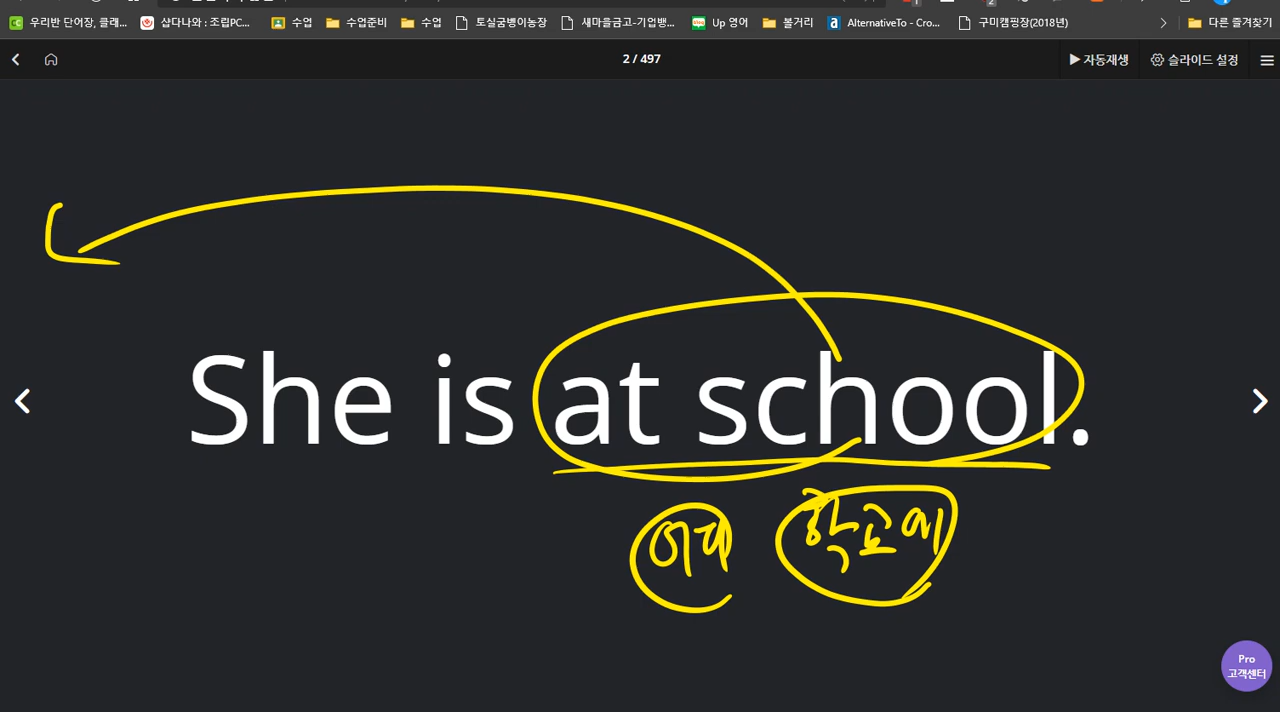 우리반 단어장, 클래...
샵다나와 : 조립PC...
수업
수업준비
수업
토실굼뱅이농장
새마을금고-기업뱅...
Up 영어
볼거리
AlternativeTo - Cro...
구미캠핑장(2018년)
다른 즐겨찾기
2 / 497
자동재생
슬라이드 설정
She is at school.
어디
학교에
Pro
고객센터